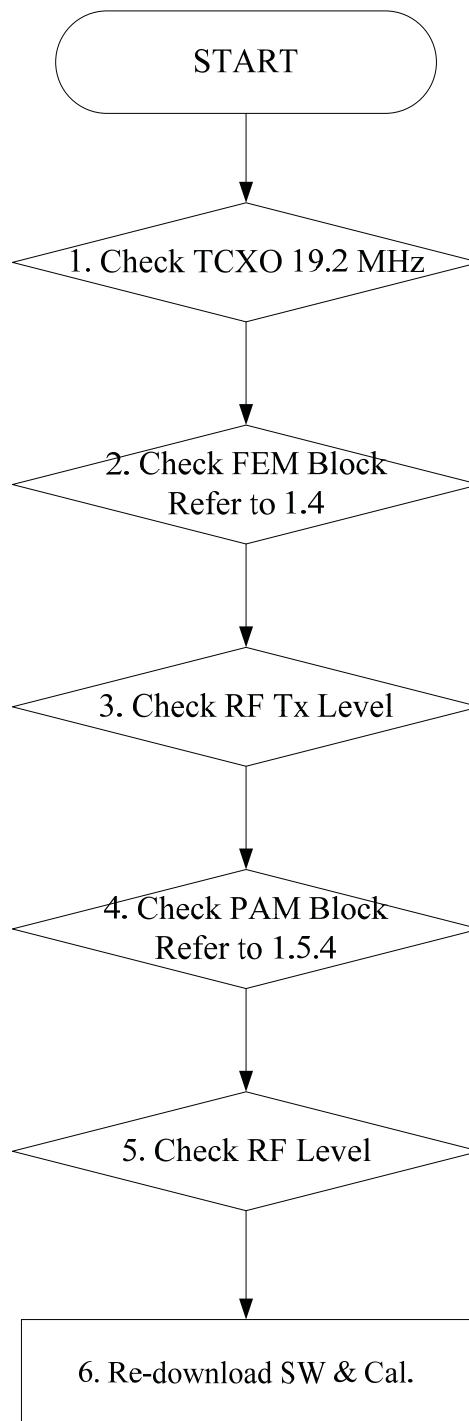 START
1. Check TCXO 19.2 MHz
2. Check FEM Block
Refer to 1.4
3. Check RF Tx Level
4. Check PAM Block
Refer to 1.5.4
5. Check RF Level
6. Re-download SW & Cal.